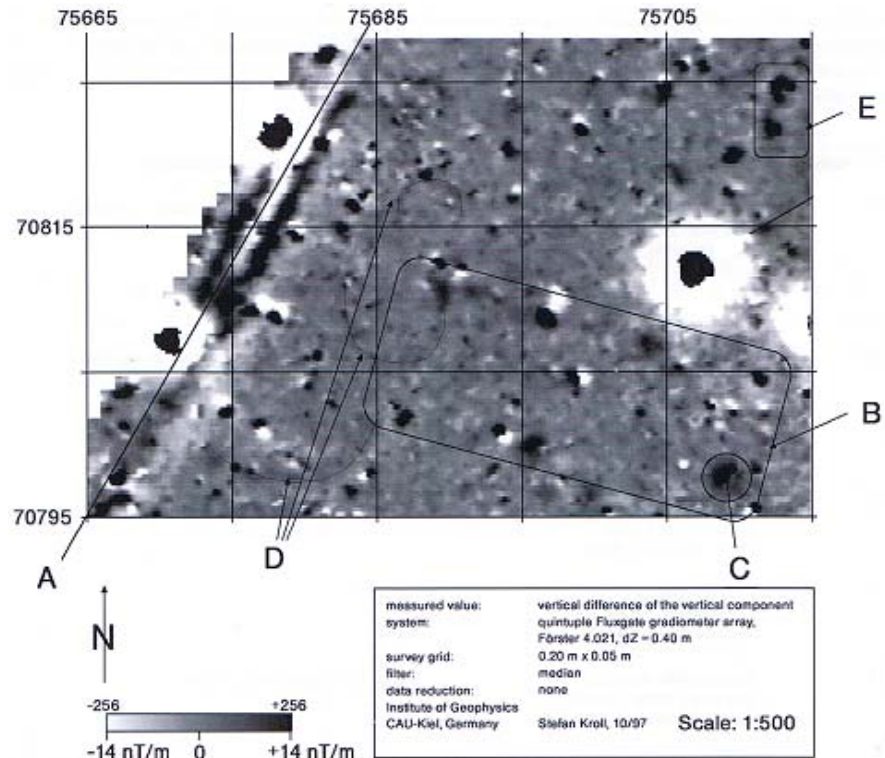 75665 75685 75705
E
70815
B
70795
A D C
N
measured value: vertical difference of the vertical component
system: quintuple Fluxgate gradiometer array,
Förster 4.021, dZ = 0.40 m
survey grid: 0.20 m x 0.05 m
filter: median
data reduction: none
Institute of Geophysics
CAU-Kiel, Germany Stefan Kroll, 10/97 Scale: 1:500
-256 +256
-14 nT/m 0 +14 nT/m